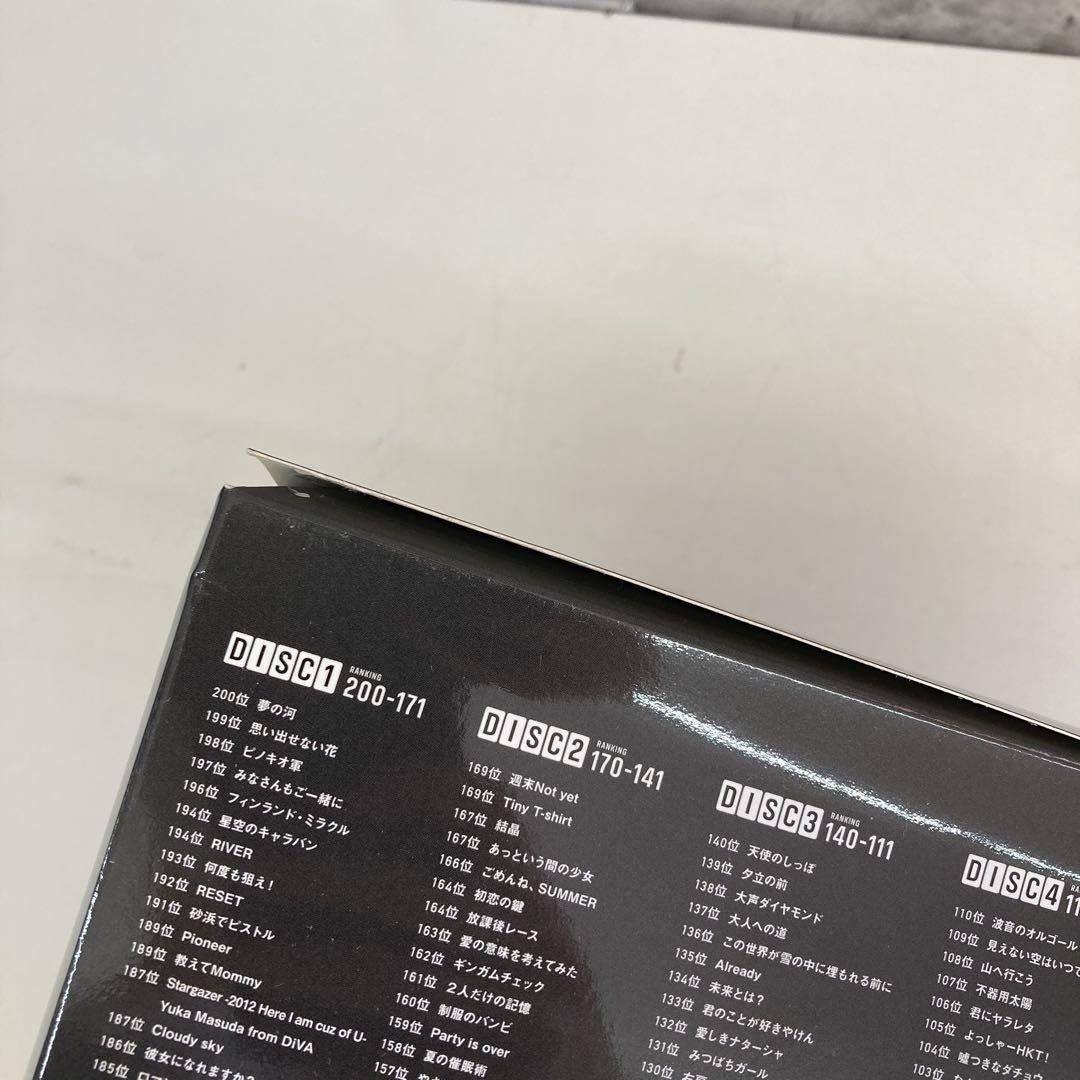 DISC1 RANKING 200-171
200位 夢の河
199位 思い出せない花
198位 ピノキオ軍
197位 みなさんもご一緒に
196位 フィンランド・ミラクル
194位 星空のキャラバン
194位 RIVER
193位 何度も狙え!
192位 RESET
191位 砂浜でピストル
189位 Pioneer
189位 教えてMommy
187位 Stargazer -2012 Here I am cuz of U-
Yuka Masuda from DiVA
187位 Cloudy sky
186位 彼女になれますか?
185位 ロマン
DISC2 RANKING 170-141
169位 週末Not yet
169位 Tiny T-shirt
167位 結晶
167位 あっという間の少女
166位 ごめんね、SUMMER
164位 初恋の鍵
164位 放課後レース
163位 愛の意味を考えてみた
162位 ギンガムチェック
161位 2人だけの記憶
160位 制服のバンビ
159位 Party is over
158位 夏の催眠術
157位
DISC3 RANKING 140-111
140位 天使のしっぽ
139位 夕立の前
138位 大声ダイヤモンド
137位 大人への道
136位 この世界が雪の中に埋もれる前に
135位 Already
134位 未来とは?
133位 君のことが好きやけん
132位 愛しきナターシャ
131位 みつばちガール
130位
DISC4
110位 波音のオルゴール
109位 見えない空はいつで
108位 山へ行こう
107位 不器用太陽
106位 君にヤラレタ
105位 よっしゃーHKT!
104位 嘘つきなダチョウ
103位